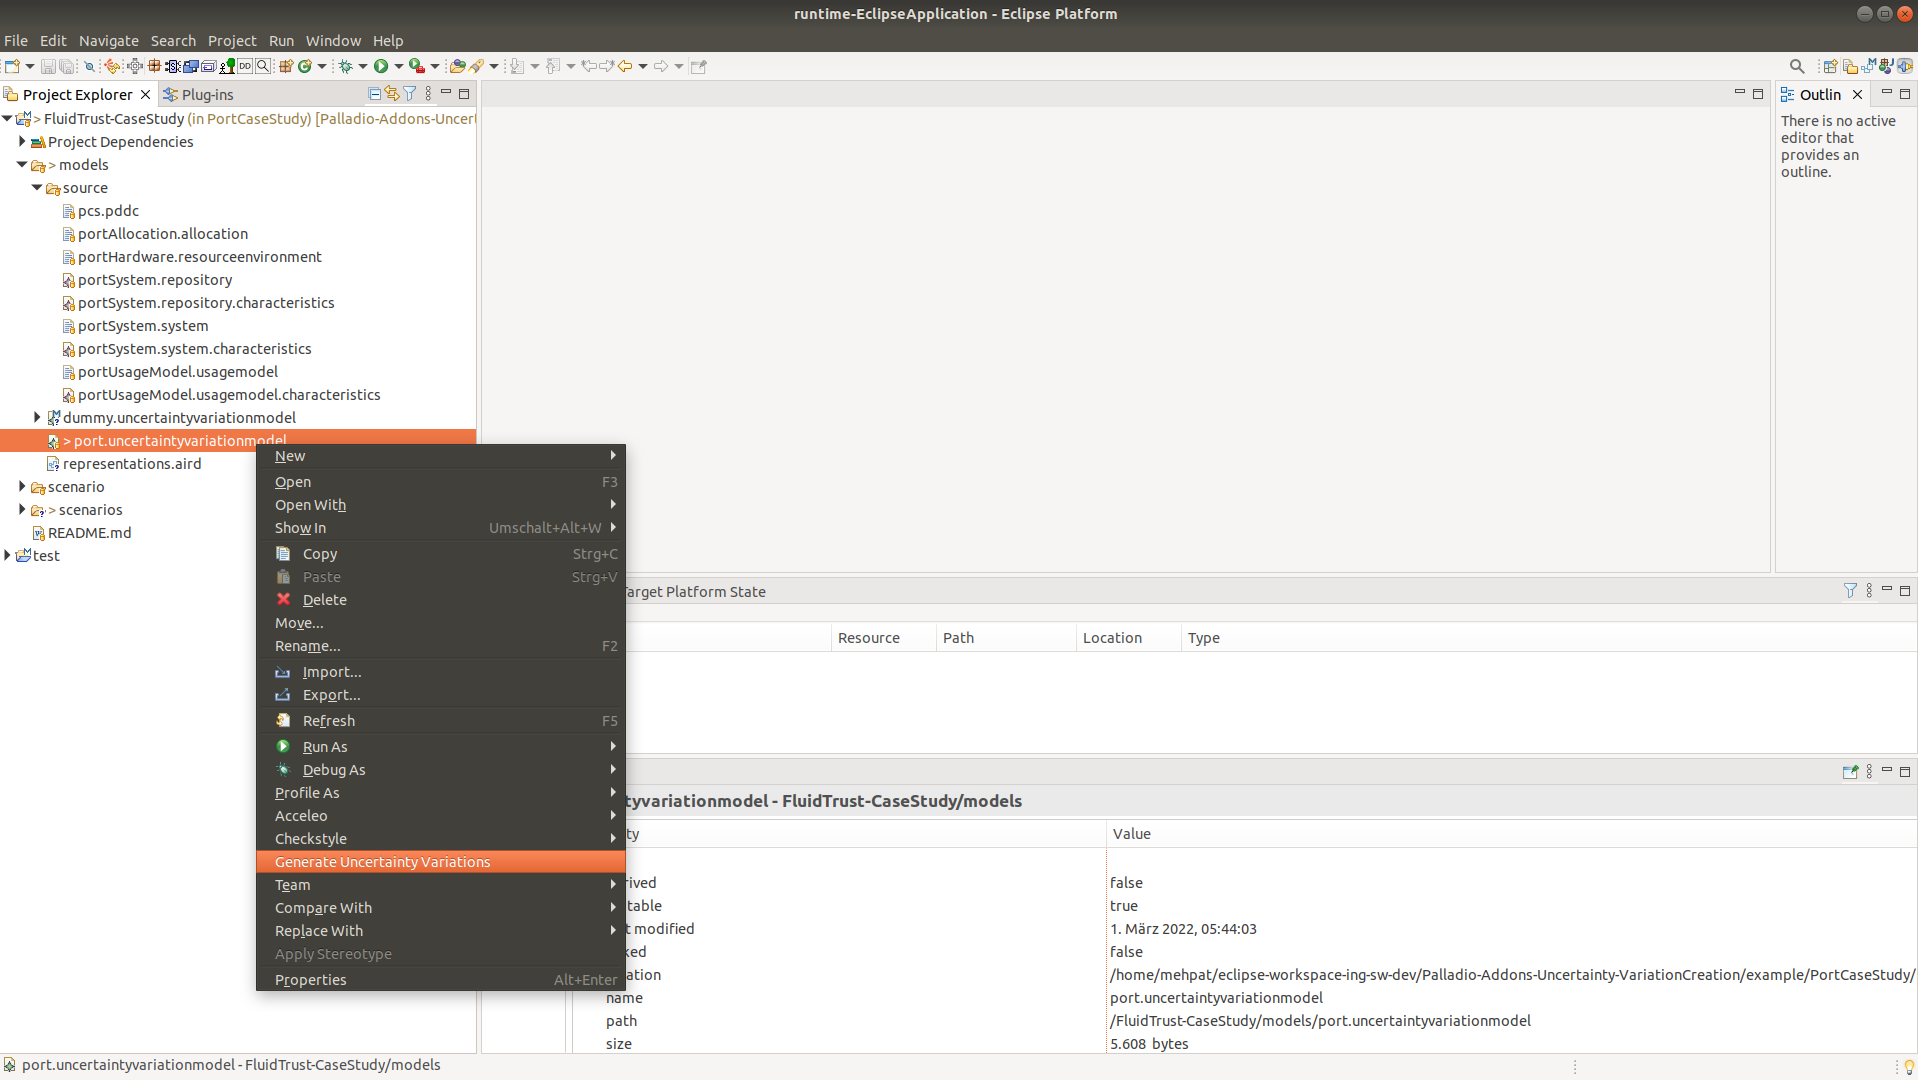 runtime-EclipseApplication - Eclipse Platform
File Edit Navigate Search Project Run Window Help
Project Explorer
Plug-ins
> FluidTrust-CaseStudy (in PortCaseStudy) [Palladio-Addons-Uncer
Project Dependencies
> models
source
pcs.pddc
portAllocation.allocation
portHardware.resourceenvironment
portSystem.repository
portSystem.repository.characteristics
portSystem.system
portSystem.system.characteristics
portUsageModel.usagemodel
portUsageModel.usagemodel.characteristics
dummy.uncertaintyvariationmodel
> port.uncertaintyvariationmodel
representations.aird
scenario
> scenarios
README.md
test
New
Open F3
Open With
Show In Umschalt+Alt+W
Copy Strg+C
Paste Strg+V
Delete
Move...
Rename... F2
Import...
Export...
Refresh F5
Run As
Debug As
Profile As
Acceleo
Checkstyle
Generate Uncertainty Variations
Team
Compare With
Replace With
Apply Stereotype
Properties Alt+Enter
Outlin
There is no active
editor that
provides an
outline.
Target Platform State
Resource Path Location Type
tyvariationmodel - FluidTrust-CaseStudy/models
ty Value
rived false
table true
t modified 1. März 2022, 05:44:03
ked false
ation /home/mehpat/eclipse-workspace-ing-sw-dev/Palladio-Addons-Uncertainty-VariationCreation/example/PortCaseStudy/
name port.uncertaintyvariationmodel
path /FluidTrust-CaseStudy/models/port.uncertaintyvariationmodel
size 5.608 bytes
port.uncertaintyvariationmodel - FluidTrust-CaseStudy/models